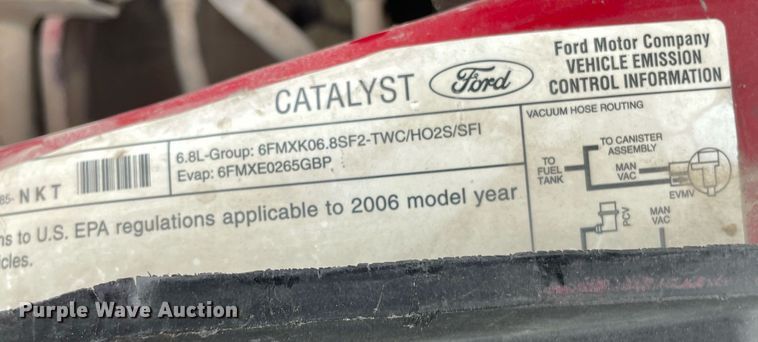 CATALYST
Ford
Ford Motor Company
VEHICLE EMISSION
CONTROL INFORMATION
85-NKT
6.8L-Group: 6FMXK06.8SF2-TWC/HO2S/SFI
Evap: 6FMXE0265GBP
to U.S. EPA regulations applicable to 2006 model year
VACUUM HOSE ROUTING
TO CANISTER
ASSEMBLY
TO
FUEL
TANK
MAN
VAC
EVMV
PCV
MAN
VAC
Purple Wave Auction